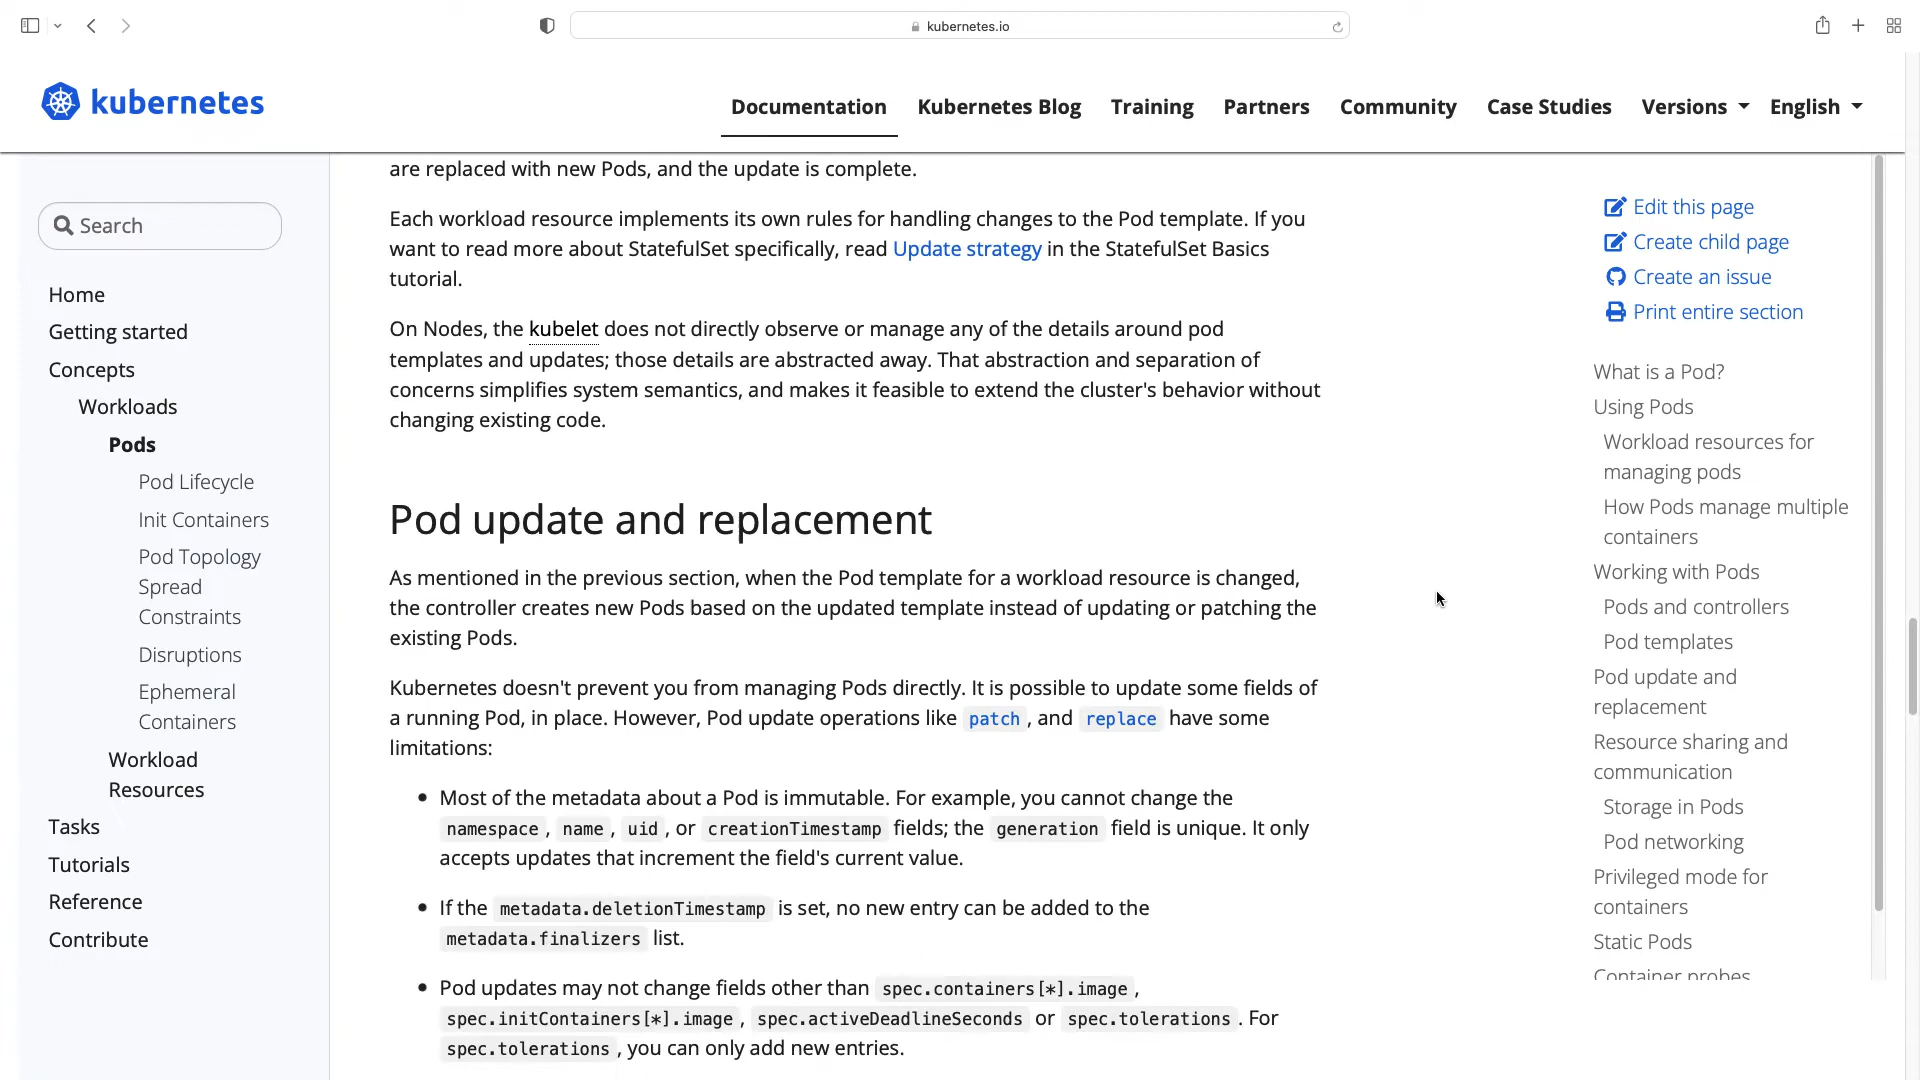 kubernetes.io
kubernetes
Documentation
Kubernetes Blog
Training
Partners
Community
Case Studies
Versions
English
Search
Home
Getting started
Concepts
Workloads
Pods
Pod Lifecycle
Init Containers
Pod Topology
Spread
Constraints
Disruptions
Ephemeral
Containers
Workload
Resources
Tasks
Tutorials
Reference
Contribute
are replaced with new Pods, and the update is complete.
Each workload resource implements its own rules for handling changes to the Pod template. If you
want to read more about StatefulSet specifically, read Update strategy in the StatefulSet Basics
tutorial.
On Nodes, the kubelet does not directly observe or manage any of the details around pod
templates and updates; those details are abstracted away. That abstraction and separation of
concerns simplifies system semantics, and makes it feasible to extend the cluster's behavior without
changing existing code.
Pod update and replacement
As mentioned in the previous section, when the Pod template for a workload resource is changed,
the controller creates new Pods based on the updated template instead of updating or patching the
existing Pods.
Kubernetes doesn't prevent you from managing Pods directly. It is possible to update some fields of
a running Pod, in place. However, Pod update operations like patch, and replace have some
limitations:
• Most of the metadata about a Pod is immutable. For example, you cannot change the
namespace, name, uid, or creationTimestamp fields; the generation field is unique. It only
accepts updates that increment the field's current value.
• If the metadata.deletionTimestamp is set, no new entry can be added to the
metadata.finalizers list.
• Pod updates may not change fields other than spec.containers[*].image,
spec.initContainers[*].image, spec.activeDeadlineSeconds or spec.tolerations. For
spec.tolerations, you can only add new entries.
Edit this page
Create child page
Create an issue
Print entire section
What is a Pod?
Using Pods
Workload resources for
managing pods
How Pods manage multiple
containers
Working with Pods
Pods and controllers
Pod templates
Pod update and
replacement
Resource sharing and
communication
Storage in Pods
Pod networking
Privileged mode for
containers
Static Pods
Container probes